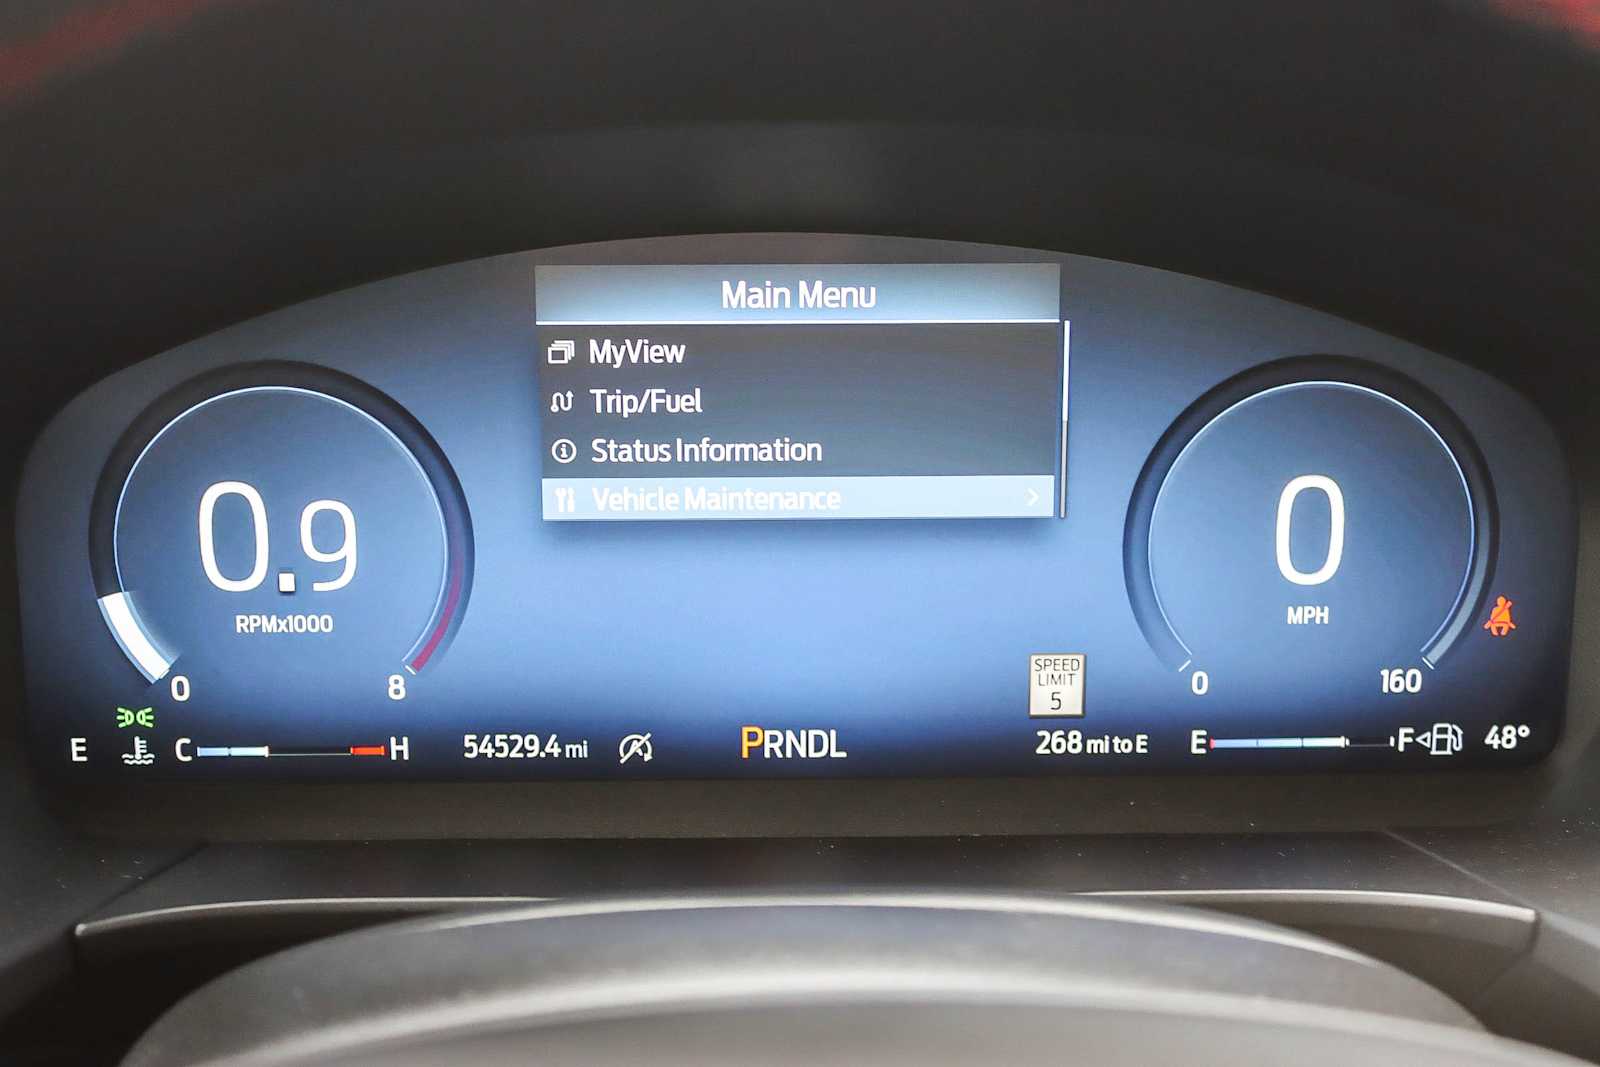 Main Menu
MyView
Trip/Fuel
Status Information
Vehicle Maintenance
0.9
RPMx1000
0
8
0
MPH
0
160
SPEED
LIMIT
5
E
C
H
54529.4 mi
PRNDL
268 mi to E
E
F
48°